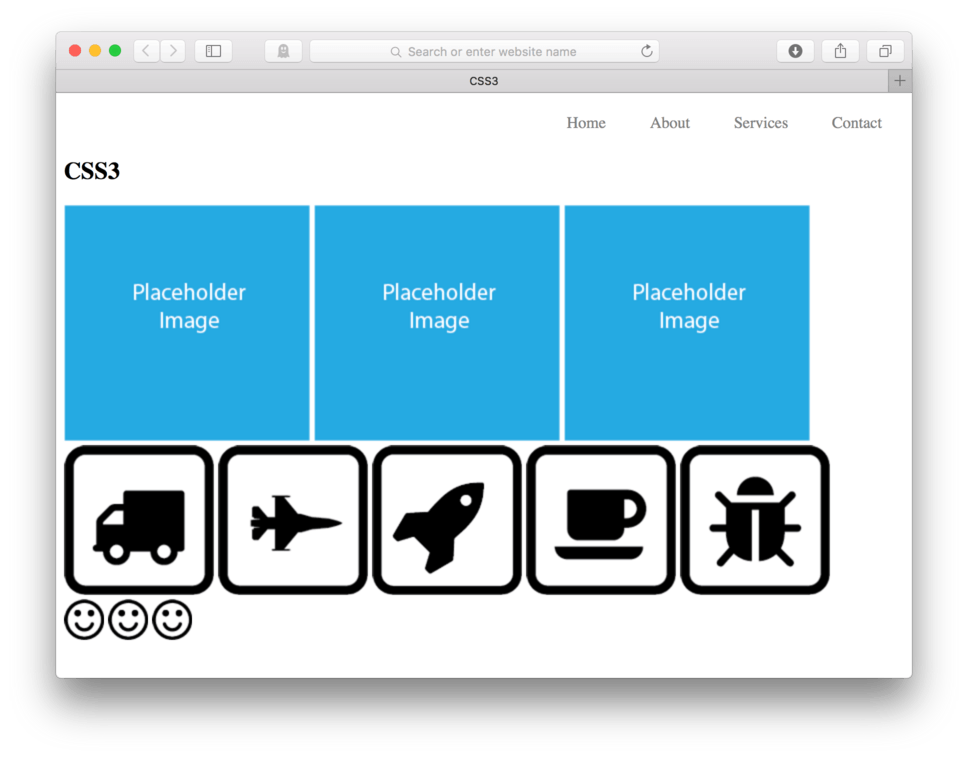 Search or enter website name
CSS3
Home About Services Contact
CSS3
Placeholder Image
Placeholder Image
Placeholder Image